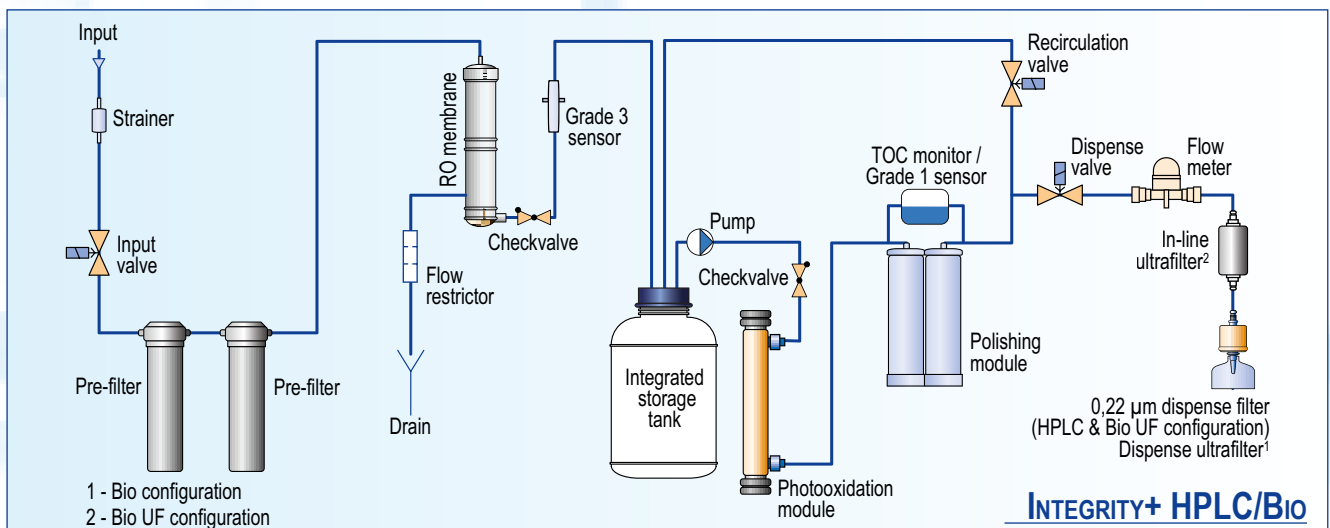 Input
Strainer
Input
valve
Pre-filter
Pre-filter
1 - Bio configuration
2 - Bio UF configuration
RO membrane
Flow
restrictor
Drain
Checkvalve
Grade 3
sensor
Integrated
storage
tank
Pump
Checkvalve
Photooxidation
module
TOC monitor /
Grade 1 sensor
Polishing
module
Recirculation
valve
Dispense
valve
Flow
meter
In-line
ultrafilter²
0,22 µm dispense filter
(HPLC & Bio UF configuration)
Dispense ultrafilter¹
INTEGRITY+ HPLC/BIO